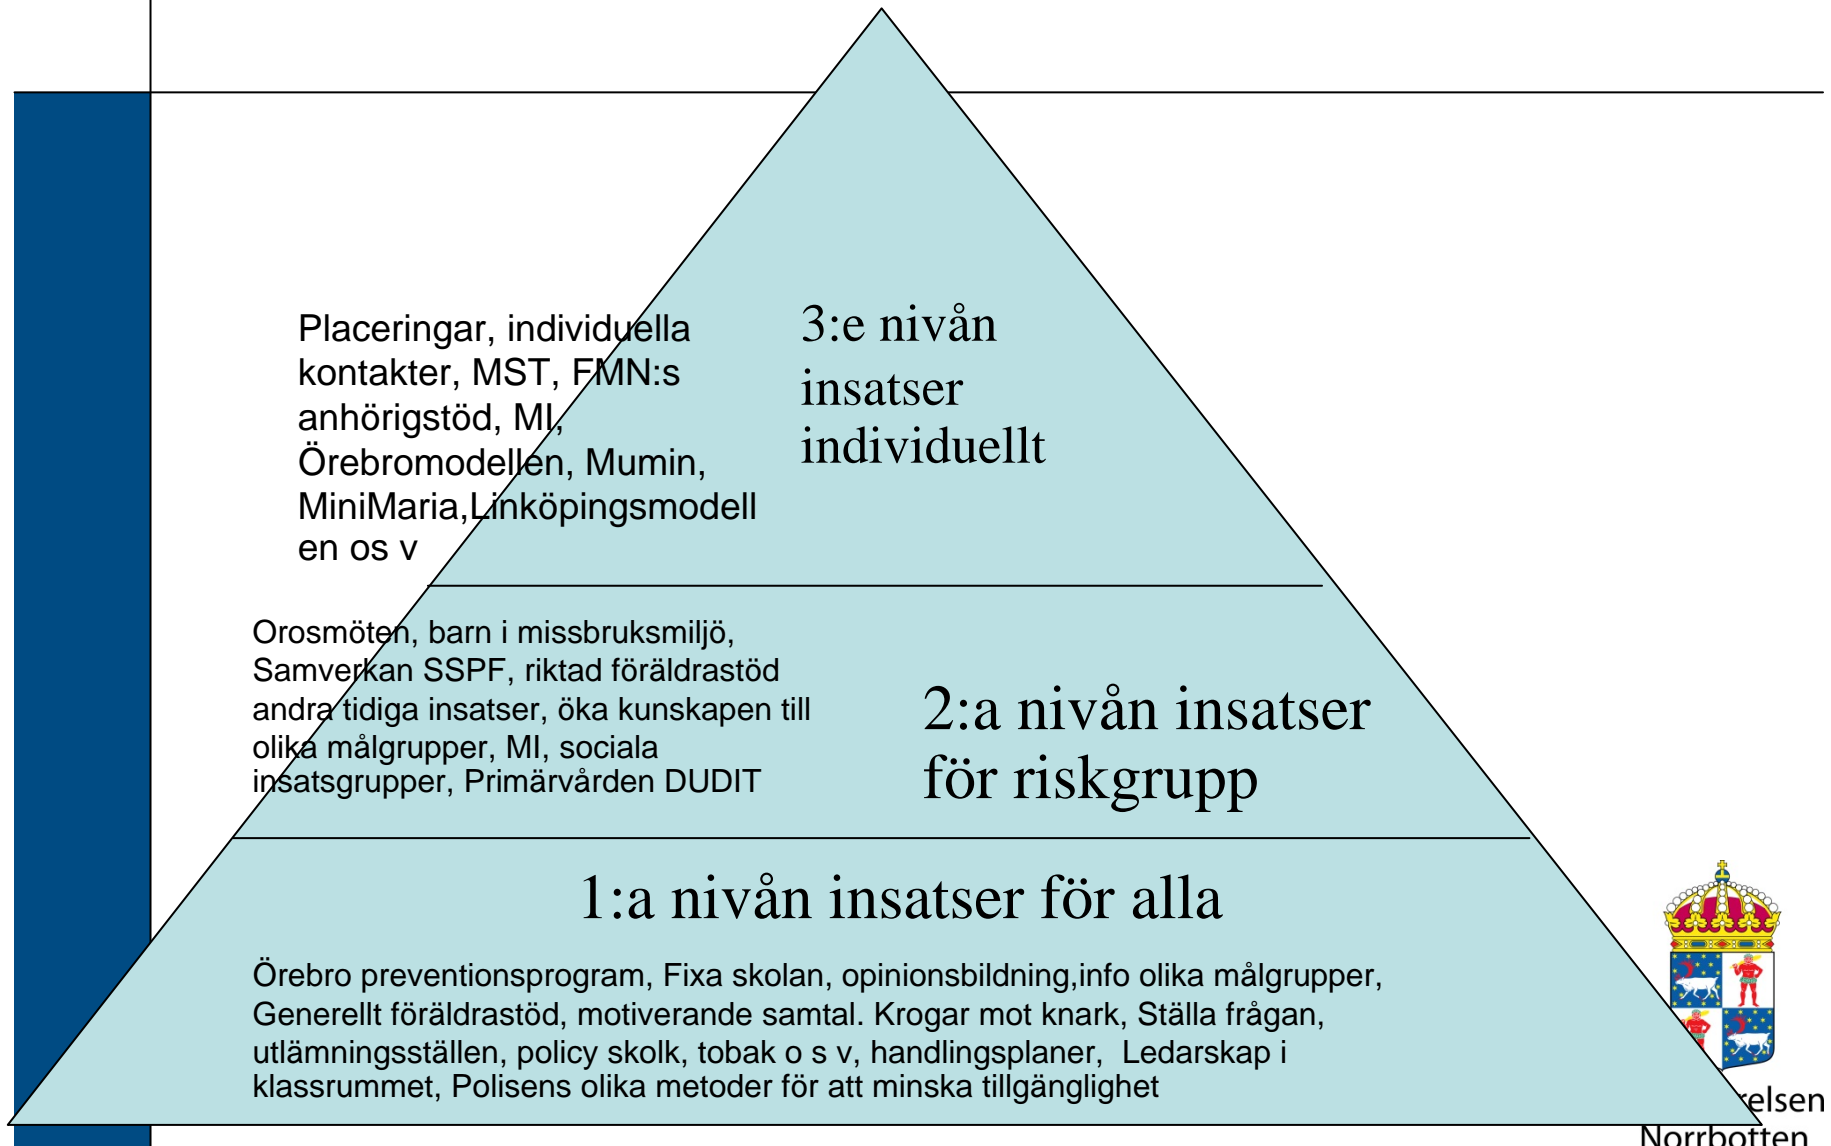 Placeringar, individuella
kontakter, MST, FMN:s
anhörigstöd, MI,
Örebromodellen, Mumin,
MiniMaria,Linköpingsmodell
en os v
3:e nivån
insatser
individuellt
Orosmöten, barn i missbruksmiljö,
Samverkan SSPF, riktad föräldrastöd
andra tidiga insatser, öka kunskapen till
olika målgrupper, MI, sociala
insatsgrupper, Primärvården DUDIT
2:a nivån insatser
för riskgrupp
1:a nivån insatser för alla
Örebro preventionsprogram, Fixa skolan, opinionsbildning,info olika målgrupper,
Generellt föräldrastöd, motiverande samtal. Krogar mot knark, Ställa frågan,
utlämningsställen, policy skolk, tobak o s v, handlingsplaner,  Ledarskap i
klassrummet, Polisens olika metoder för att minska tillgänglighet
relsen
Norrbotten